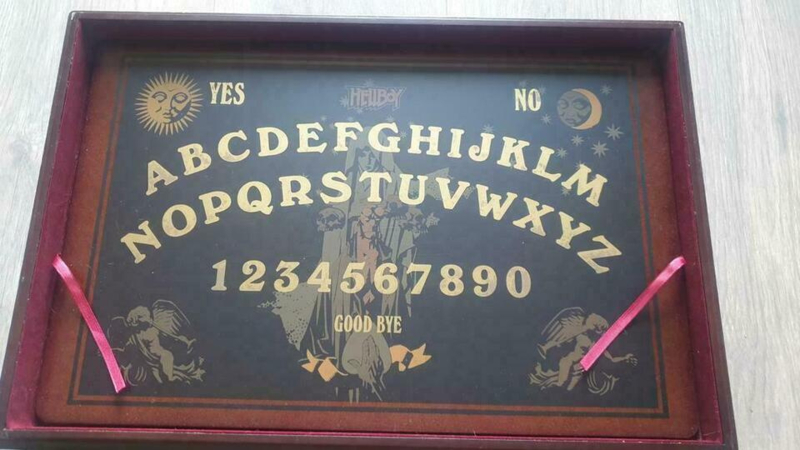 YES
HELLBOY
NO
ABCDEFGHIJKLM
NOPQRSTUVWXYZ
1234567890
GOOD BYE